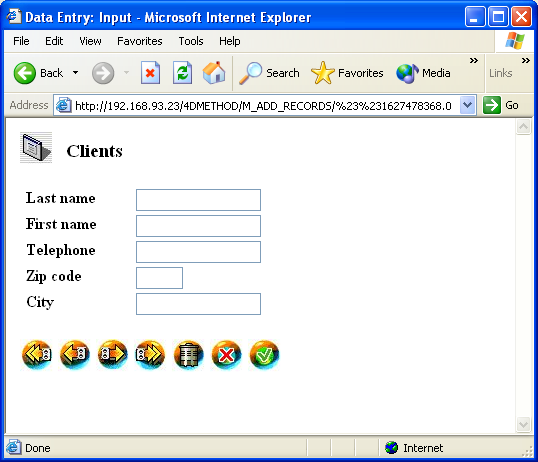 Data Entry: Input - Microsoft Internet Explorer
File Edit View Favorites Tools Help
Back Search Favorites Media » Links »
Address http://192.168.93.23/4DMETHOD/M_ADD_RECORDS/%23%231627478368.0 Go
Clients
Last name
First name
Telephone
Zip code
City
Done Internet